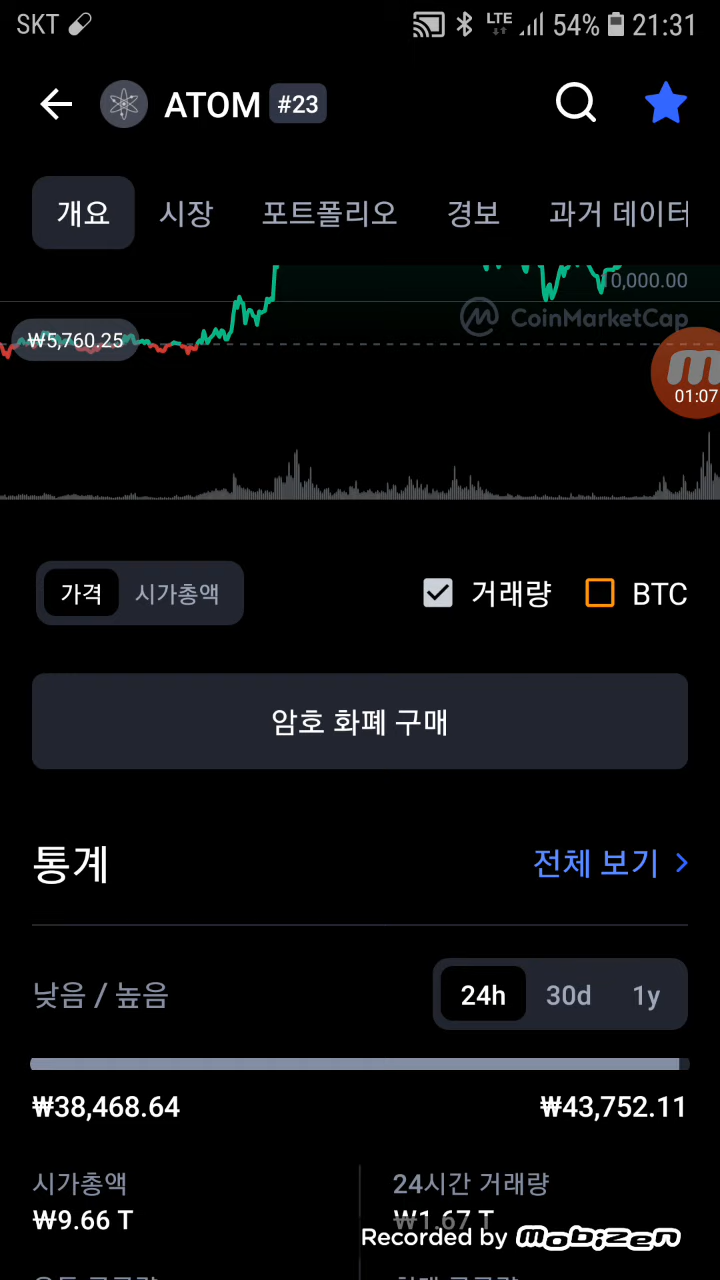 SKT LTE 54% 21:31
ATOM #23
개요 시장 포트폴리오 경보 과거 데이터
10,000.00
CoinMarketCap
₩5,760.25
01:07
가격 시가총액 거래량 BTC
암호 화폐 구매
통계 전체 보기
낮음 / 높음 24h 30d 1y
₩38,468.64 ₩43,752.11
시가총액 24시간 거래량
₩9.66 T ₩1.67 T
Recorded by mobizen